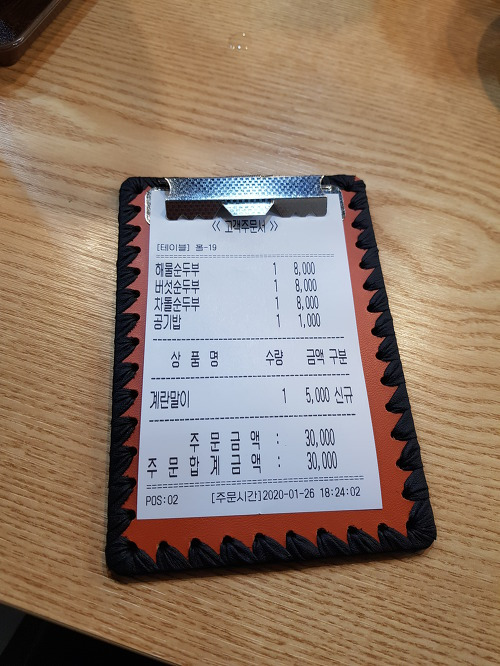 《 고객주문서 》
[테이블] 홀-19
해물순두부 1 8,000
버섯순두부 1 8,000
차돌순두부 1 8,000
공기밥 1 1,000
상 품 명 수량 금액 구분
계란말이 1 5,000 신규
주 문 금 액 : 30,000
주 문 합 계 금 액 : 30,000
POS:02 [주문시간]2020-01-26 18:24:02